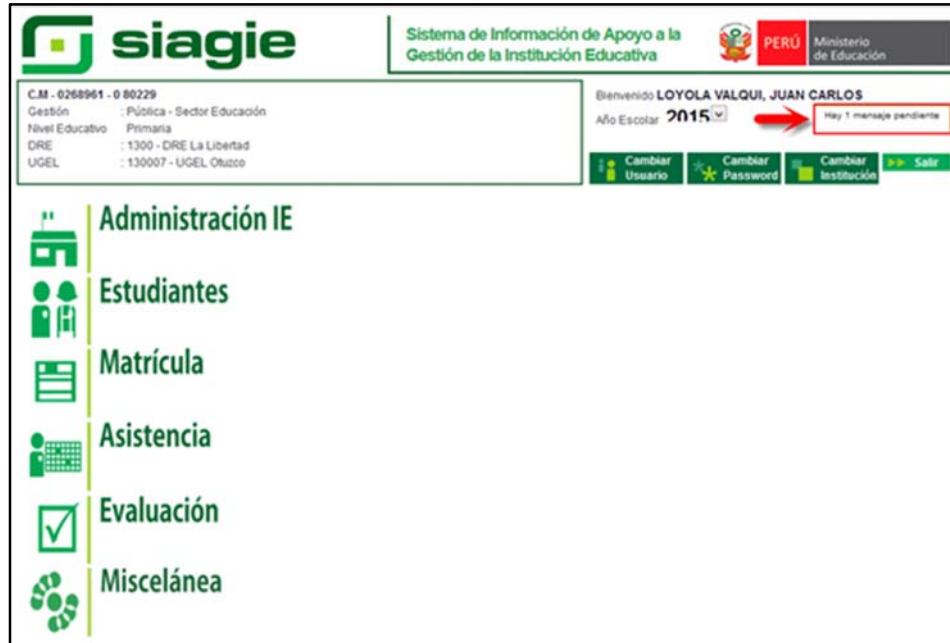 siagie
Sistema de Información de Apoyo a la
Gestión de la Institución Educativa
PERÚ
Ministerio
de Educación
C.M - 0268961 - 0 80229
Gestión : Pública - Sector Educación
Nivel Educativo Primaria
DRE : 1300 - DRE La Libertad
UGEL : 130007 - UGEL Otuzco
Bienvenido LOYOLA VALQUI, JUAN CARLOS
Año Escolar 2015
Hay 1 mensaje pendiente
Cambiar Usuario
Cambiar Password
Cambiar Institución
Salir
Administración IE
Estudiantes
Matrícula
Asistencia
Evaluación
Miscelánea